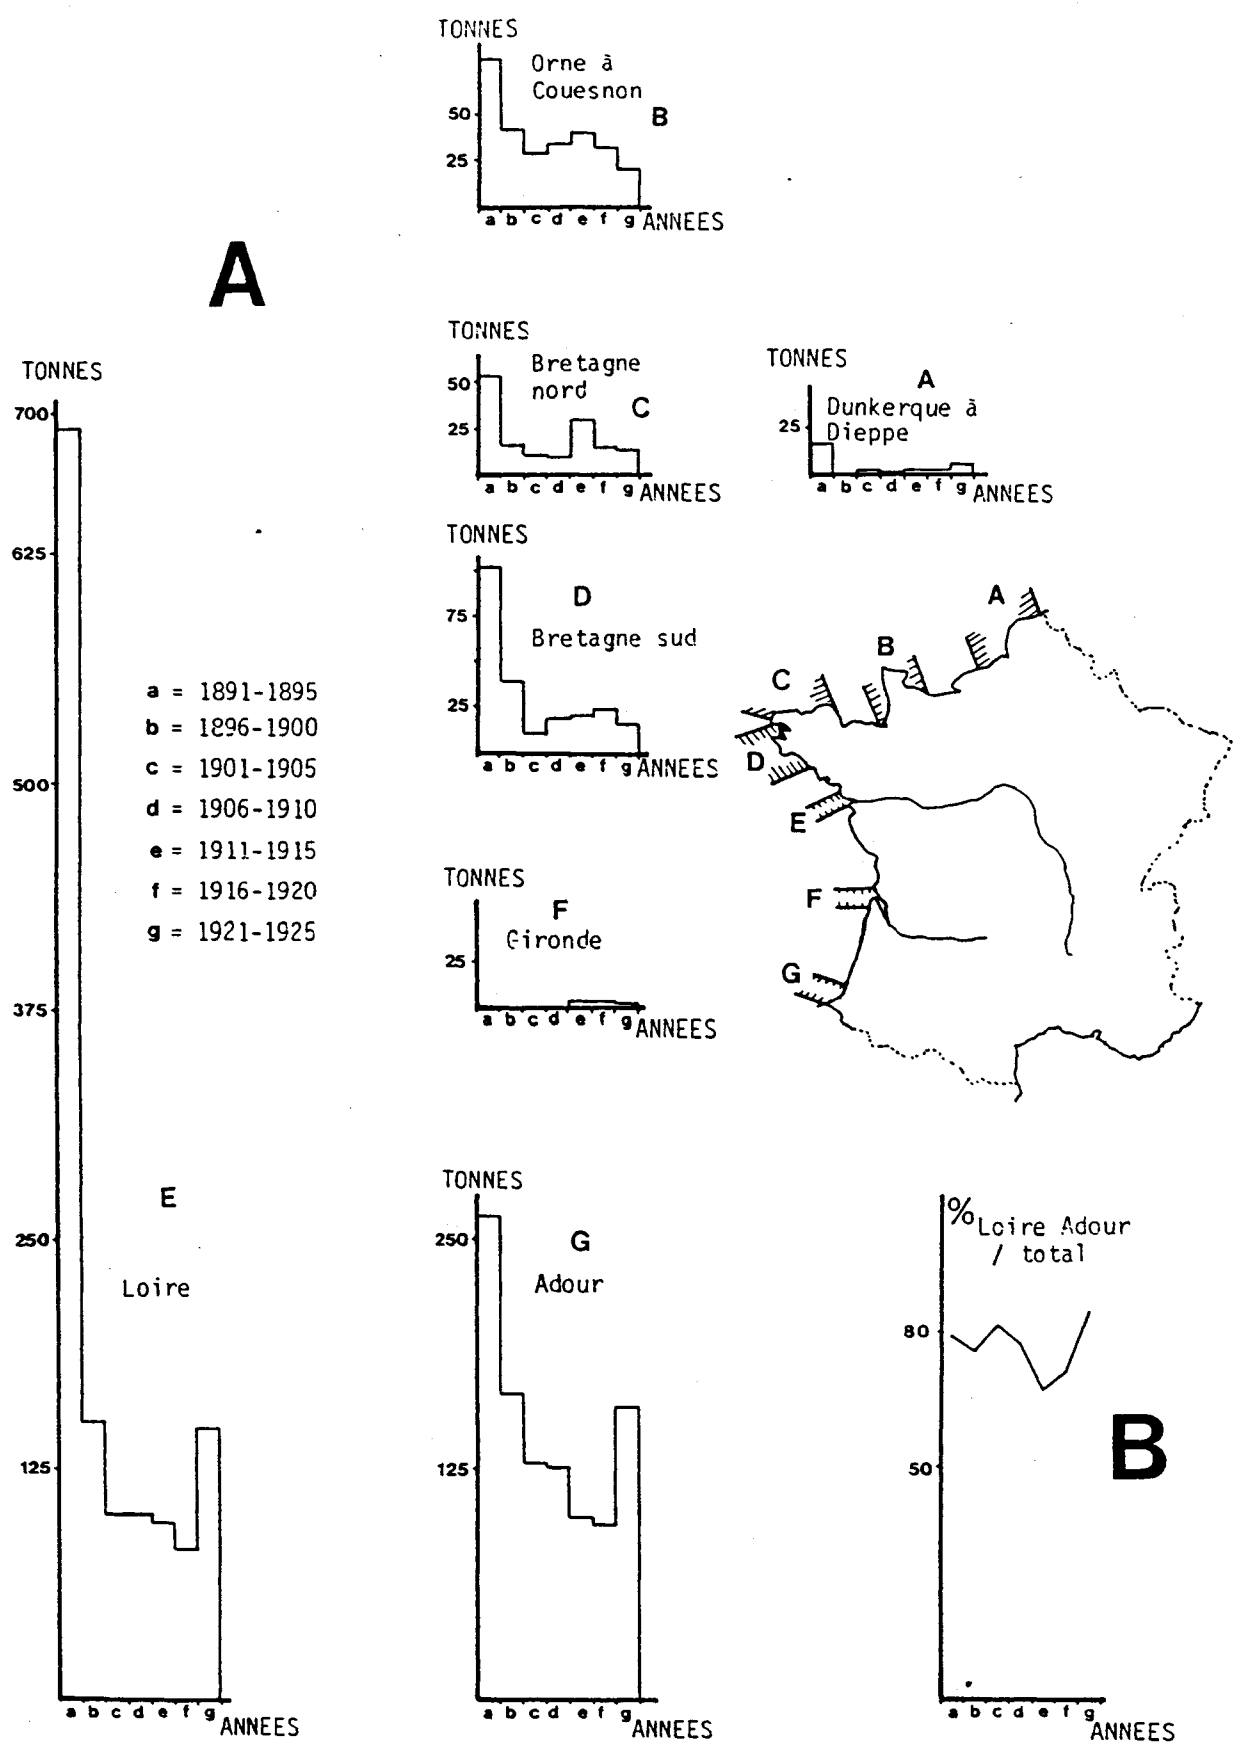 TONNES
Orne à
Couesnon
B
50
25
a b c d e f g ANNEES
A
TONNES
Bretagne
nord
C
50
25
a b c d e f g ANNEES
TONNES
A
Dunkerque à
Dieppe
25
a b c d e f g ANNEES
TONNES
700
625
500
375
250
125
E
Loire
a b c d e f g
ANNEES
a = 1891-1895
b = 1896-1900
c = 1901-1905
d = 1906-1910
e = 1911-1915
f = 1916-1920
g = 1921-1925
TONNES
D
Bretagne sud
75
25
a b c d e f g ANNEES
A
B
C
D
E
F
G
TONNES
F
Gironde
25
a b c d e f g ANNEES
TONNES
250
G
Adour
125
a b c d e f g
ANNEES
% Loire Adour
/ total
80
50
B
a b c d e f g
ANNEES